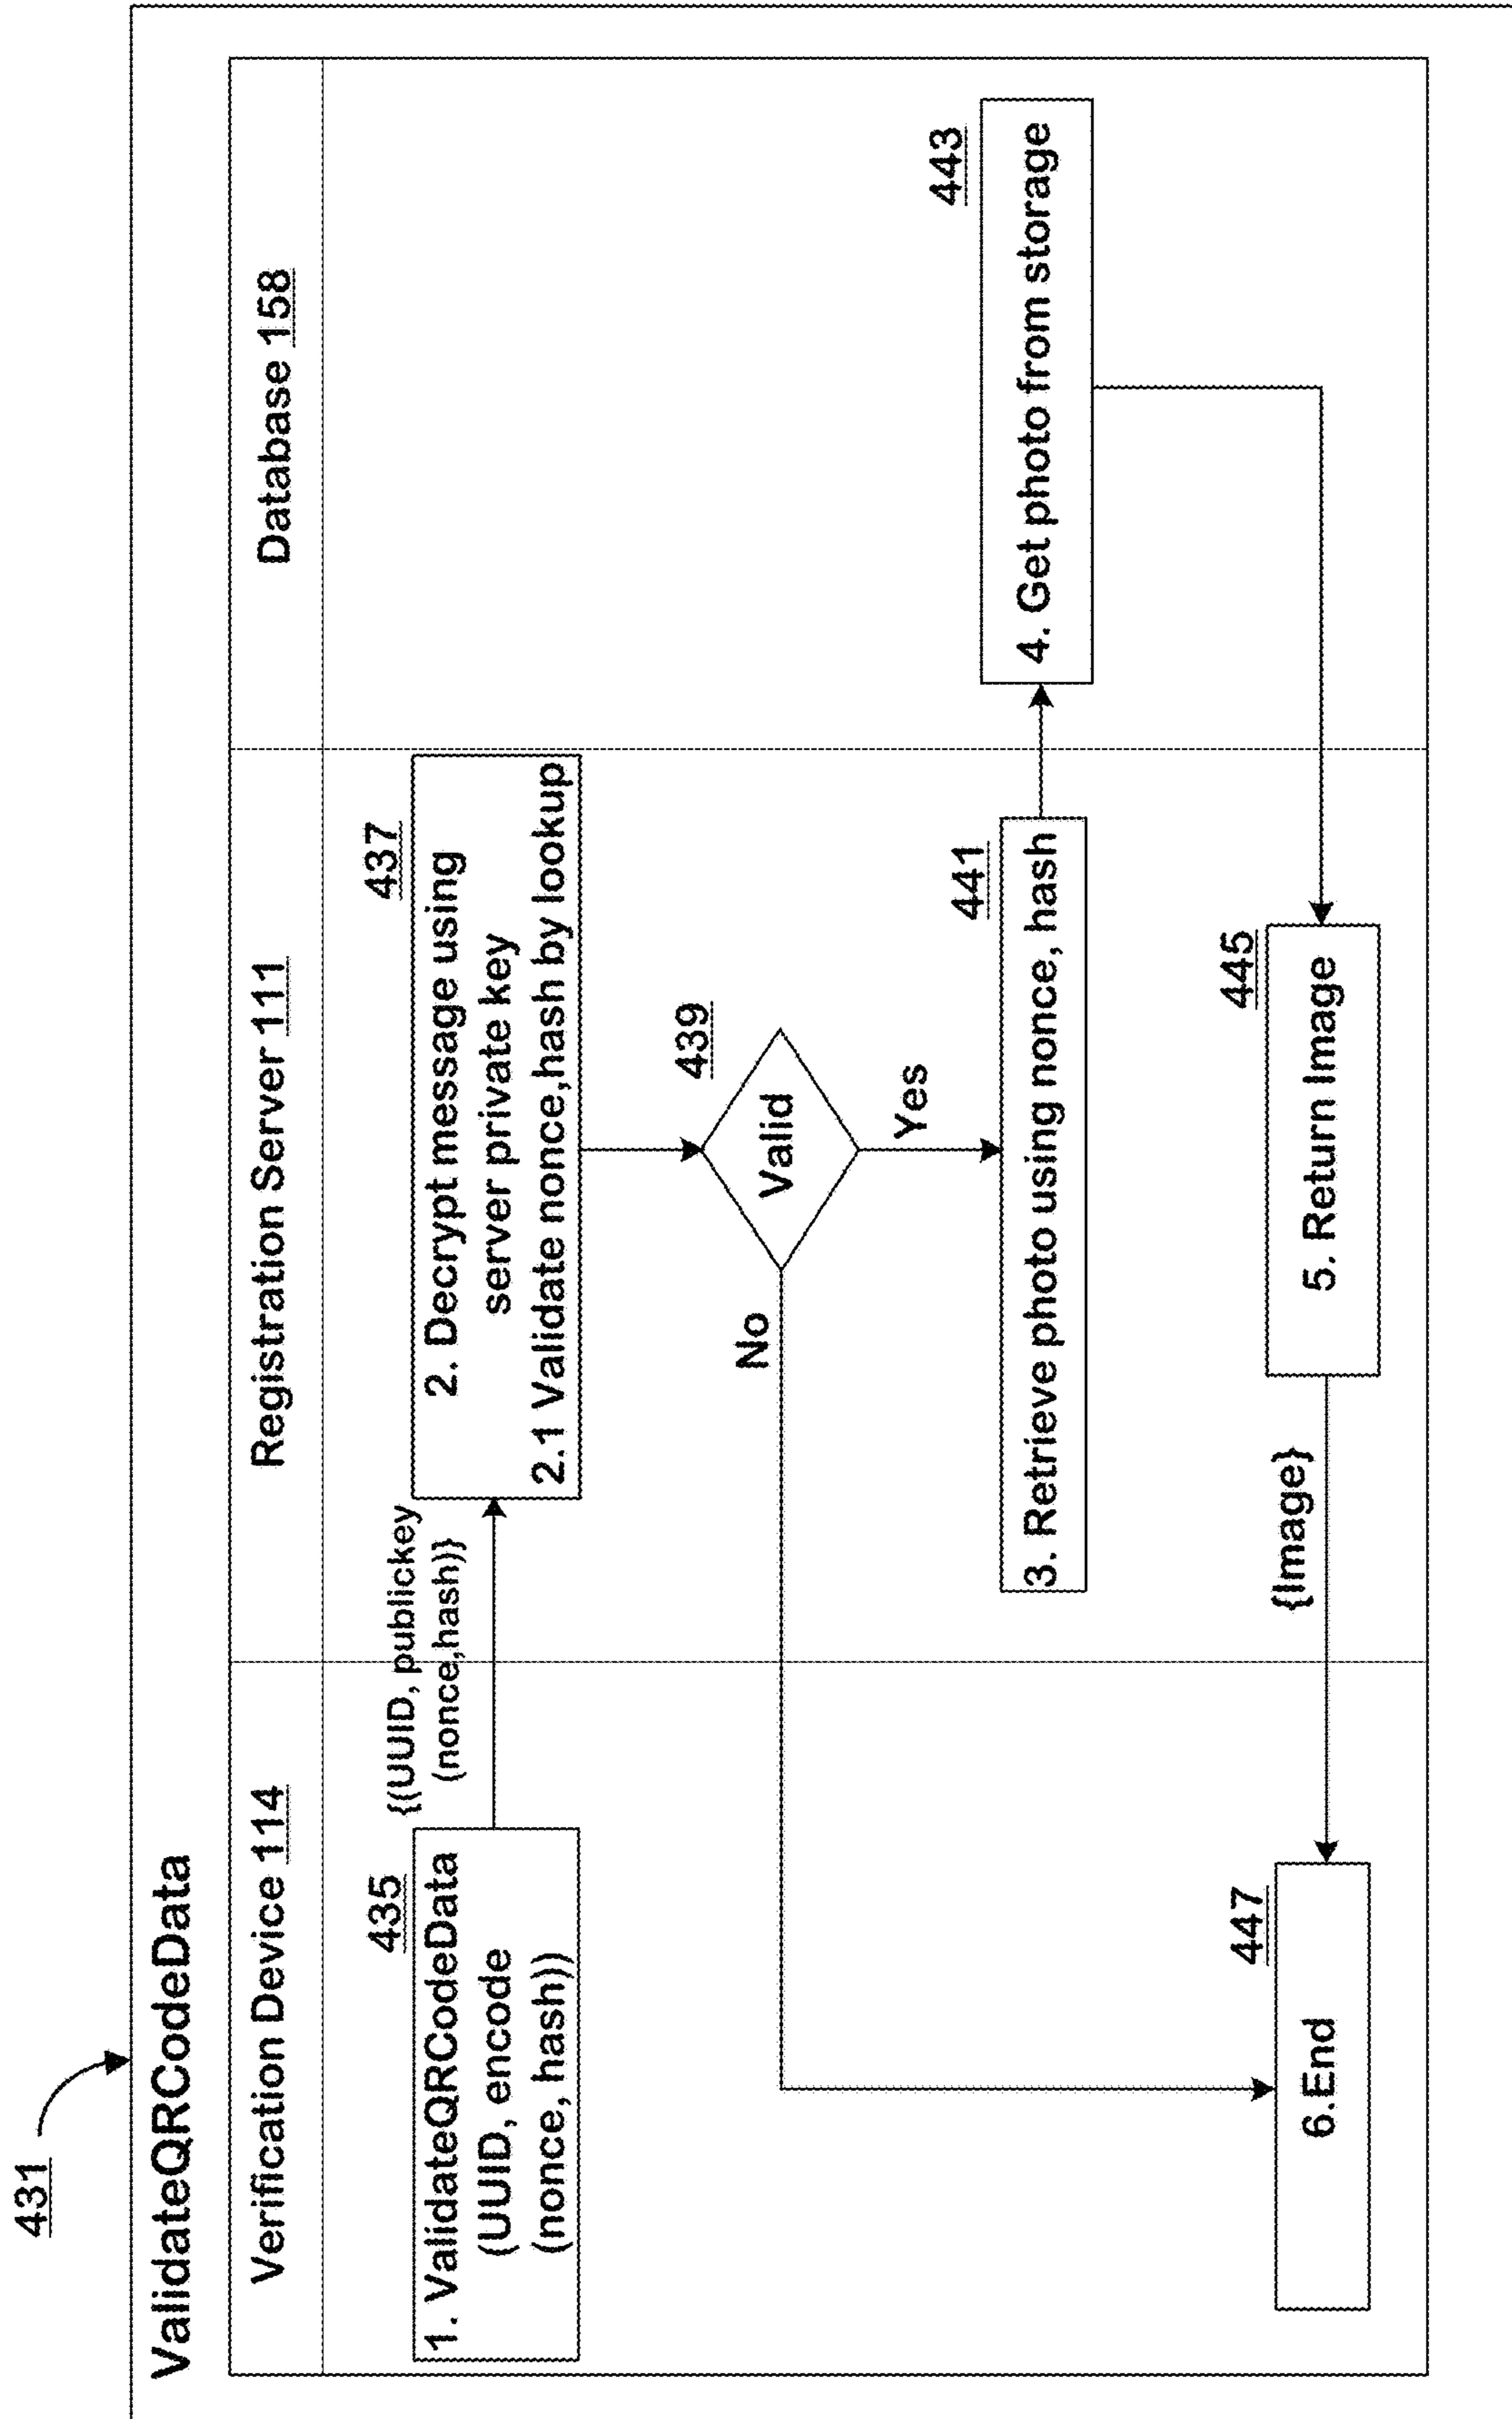 431
ValidateQRCodeData
Verification Device 114
Registration Server 111
Database 158
435
1. ValidateQRCodeData
(UUID, encode
(nonce, hash))
{(UUID, publickey
(nonce,hash)}
437
2. Decrypt message using
server private key
2.1 Validate nonce,hash by lookup
439
Valid
No
Yes
441
3. Retrieve photo using nonce, hash
443
4. Get photo from storage
445
5. Return Image
{Image}
447
6.End